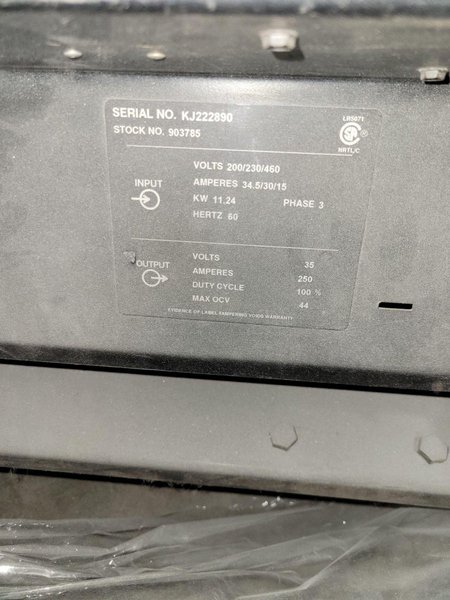 SERIAL NO. KJ222890
STOCK NO. 903785
LR5071
SA ®
NRTL/C
INPUT
VOLTS 200/230/460
AMPERES 34.5/30/15
KW 11.24 PHASE 3
HERTZ 60
OUTPUT
VOLTS 35
AMPERES 250
DUTY CYCLE 100 %
MAX OCV 44
EVIDENCE OF LABEL TAMPERING VOIDS WARRANTY